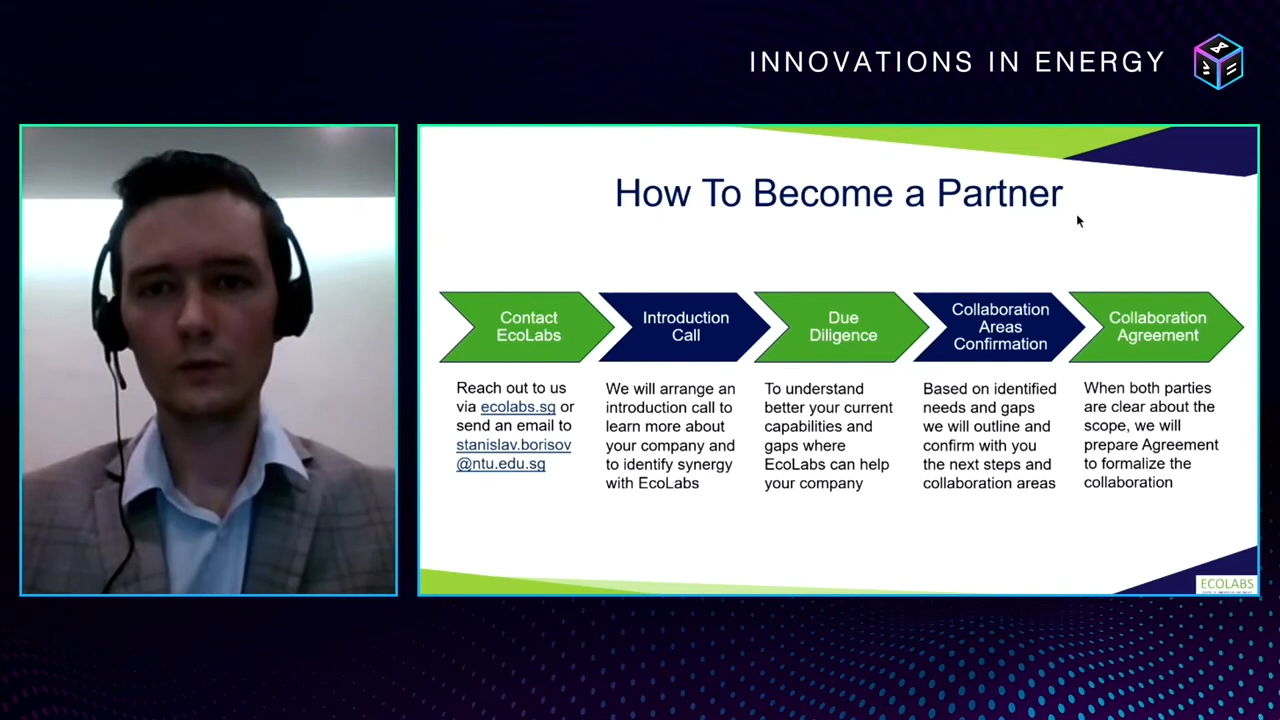 INNOVATIONS IN ENERGY
How To Become a Partner
Contact
EcoLabs
Introduction
Call
Due
Diligence
Collaboration
Areas
Confirmation
Collaboration
Agreement
Reach out to us
via ecolabs.sg or
send an email to
stanislav.borisov
@ntu.edu.sg
We will arrange an
introduction call to
learn more about
your company and
to identify synergy
with EcoLabs
To understand
better your current
capabilities and
gaps where
EcoLabs can help
your company
Based on identified
needs and gaps
we will outline and
confirm with you
the next steps and
collaboration areas
When both parties
are clear about the
scope, we will
prepare Agreement
to formalize the
collaboration
ECOLABS